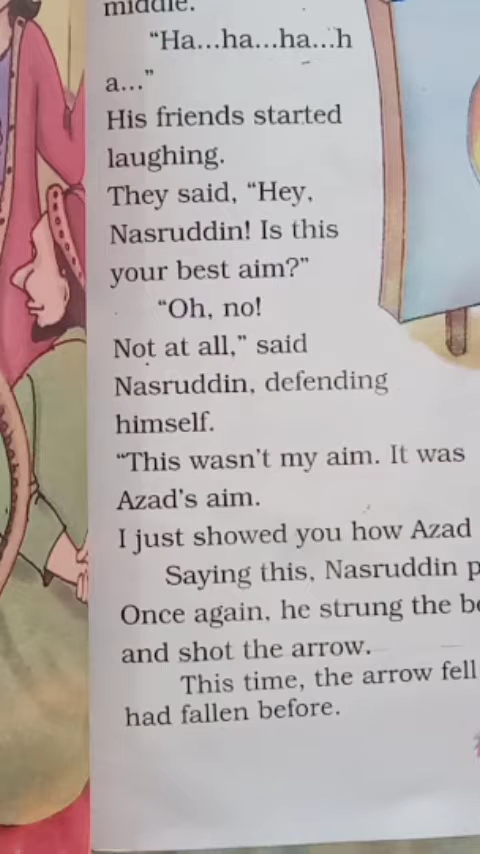 middle.
"Ha...ha...ha...h
a..."
His friends started
laughing.
They said, "Hey,
Nasruddin! Is this
your best aim?"
"Oh, no!
Not at all," said
Nasruddin, defending
himself.
"This wasn't my aim. It was
Azad's aim.
I just showed you how Azad
Saying this, Nasruddin
Once again, he strung the
and shot the arrow.
This time, the arrow fell
had fallen before.